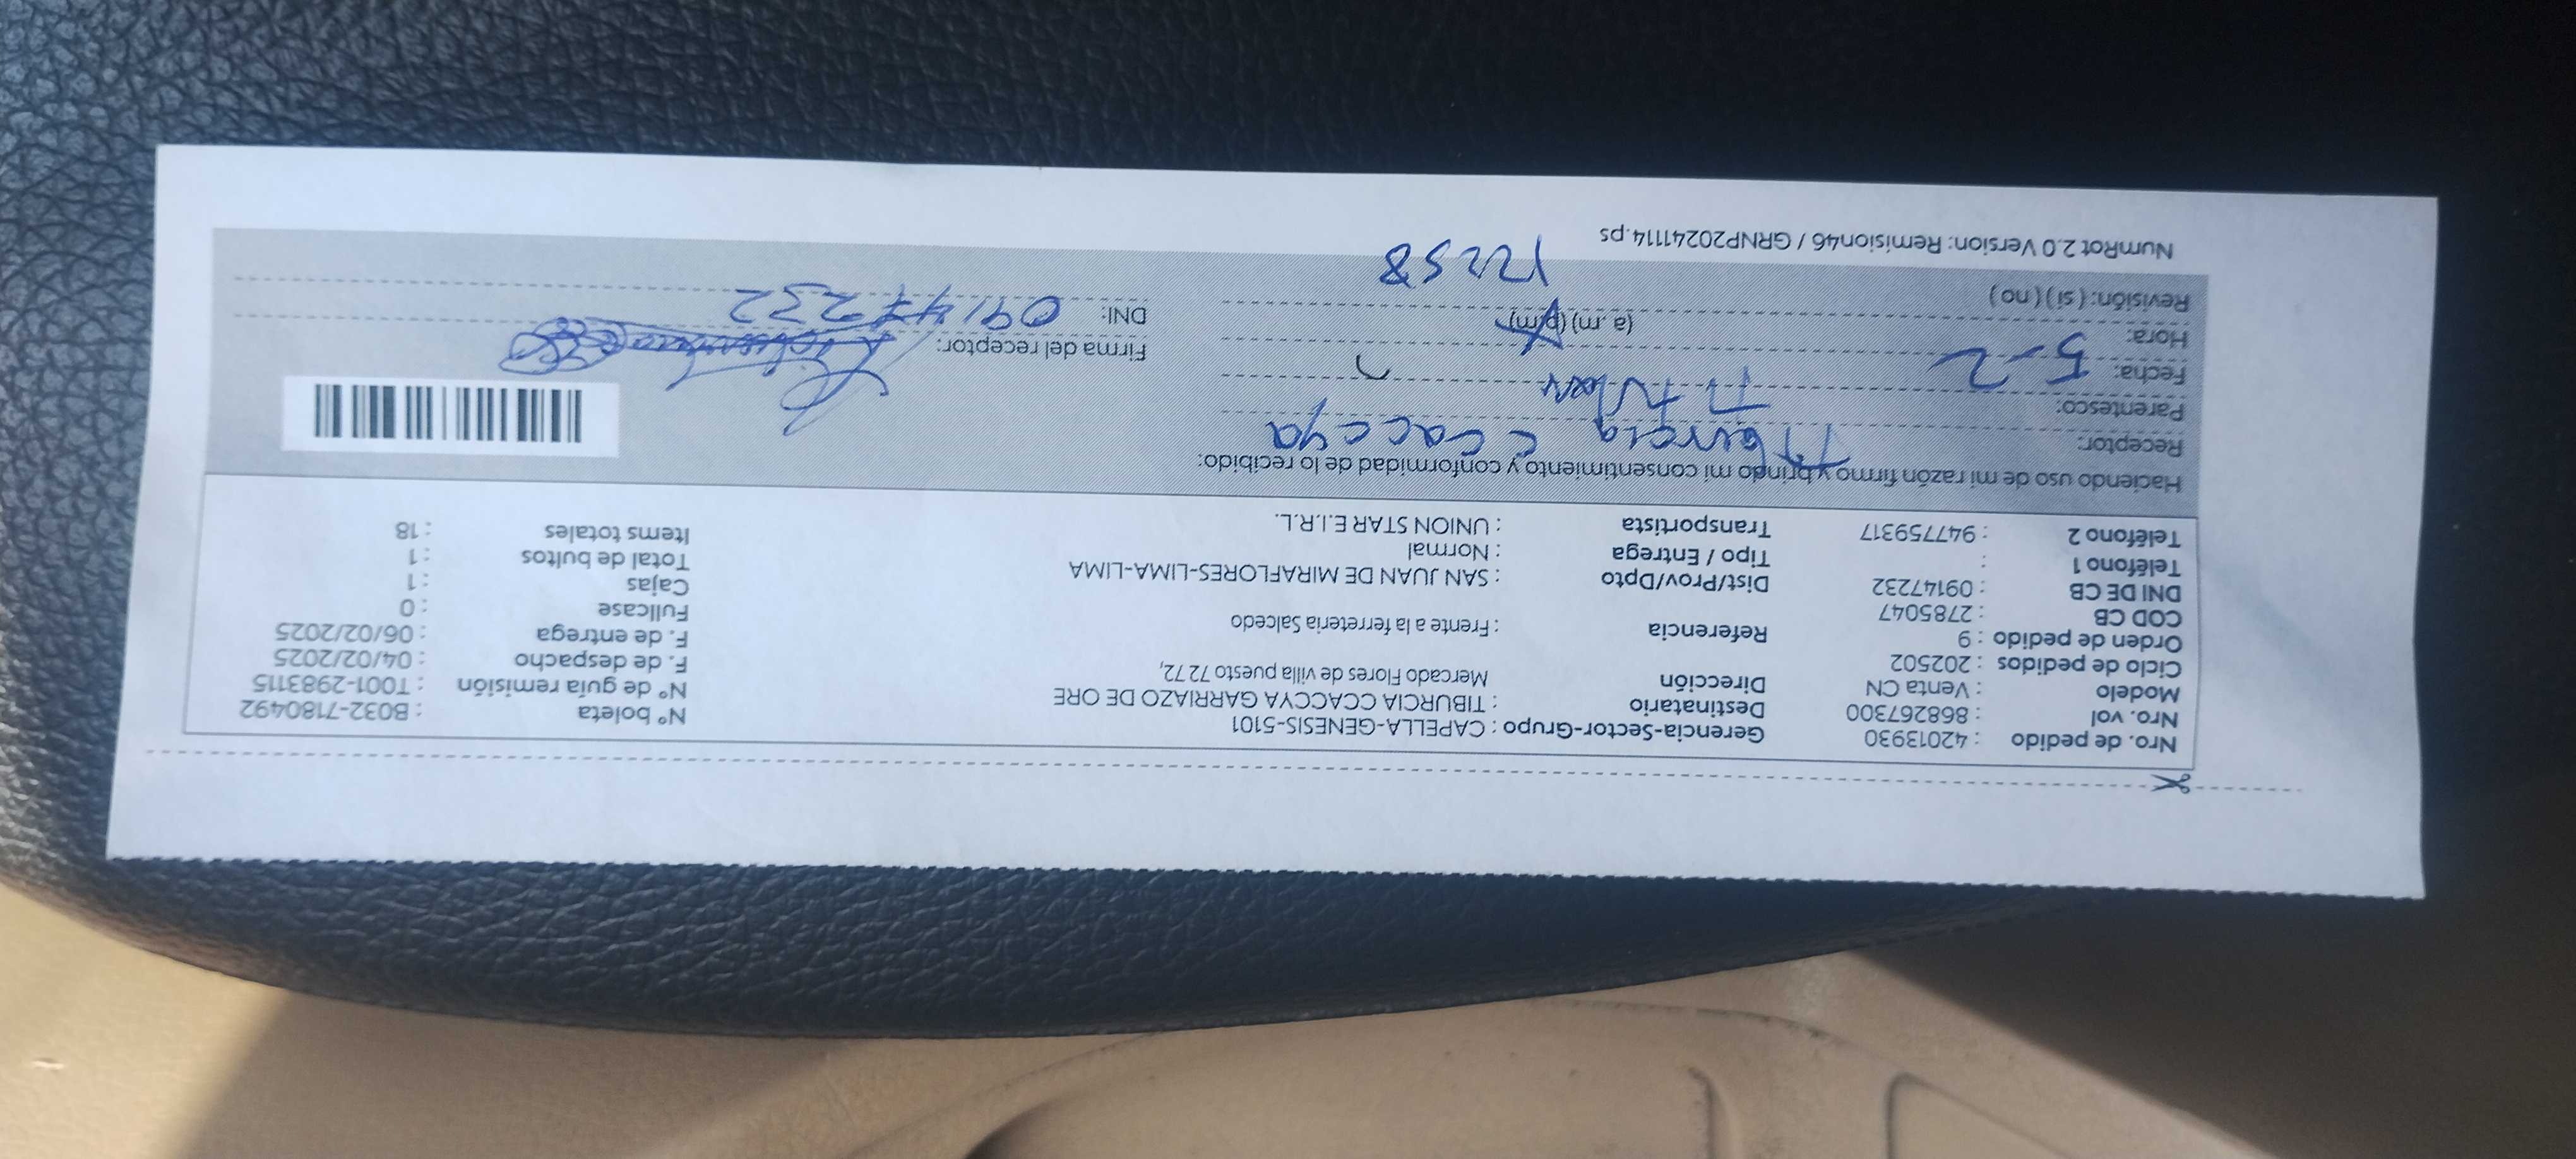 Nro. de pedido : 42013930 Gerencia-Sector-Grupo : CAPELLA-GENESIS-5101 N° boleta : B032-7180492
Nro. vol : 868267300 Destinatario : TIBURCIA CCACCYA GARRIAZO DE ORE N° de guía remisión : T001-2983115
Modelo : Venta CN Dirección Mercado Flores de villa puesto 72 72, F. de despacho : 04/02/2025
Ciclo de pedidos : 202502 F. de entrega : 06/02/2025
Orden de pedido : 9 Referencia : Frente a la ferreteria Salcedo Fullcase : 0
COD CB : 2785047 Cajas : 1
DNI DE CB : 09147232 Dist/Prov/Dpto : SAN JUAN DE MIRAFLORES-LIMA-LIMA Total de bultos : 1
Teléfono 1 : Tipo / Entrega : Normal Items totales : 18
Teléfono 2 : 947759317 Transportista : UNION STAR E.I.R.L.
Haciendo uso de mi razón firmo y brindo mi consentimiento y conformidad de lo recibido:
Receptor: Ccaccya
Parentesco: Titular
Fecha: 5-2 Firma del receptor:
Hora: (a .m) (p.m) DNI: 09147232
Revisión: ( si ) ( no ) 12258
NumRot 2.0 Version: Remision46 / GRNP20241114.ps